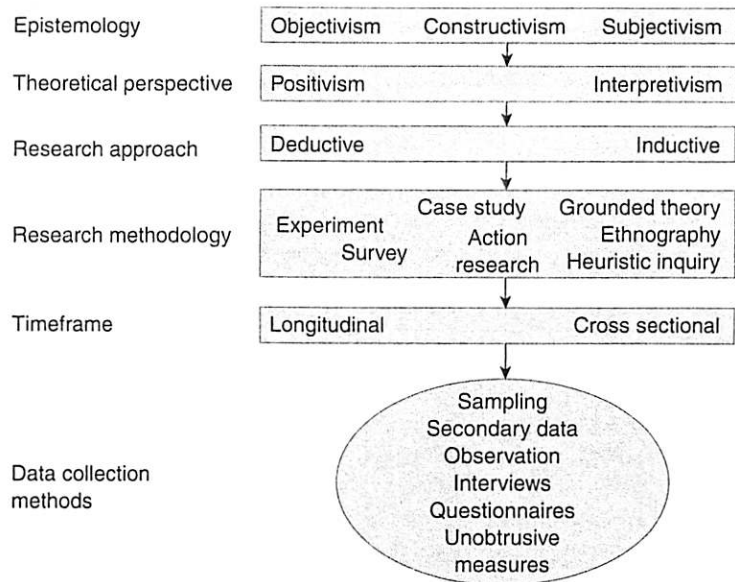 Epistemology
Objectivism Constructivism Subjectivism
Theoretical perspective
Positivism Interpretivism
Research approach
Deductive Inductive
Research methodology
Experiment
Survey
Case study
Action
research
Grounded theory
Ethnography
Heuristic inquiry
Timeframe
Longitudinal Cross sectional
Data collection
methods
Sampling
Secondary data
Observation
Interviews
Questionnaires
Unobtrusive
measures